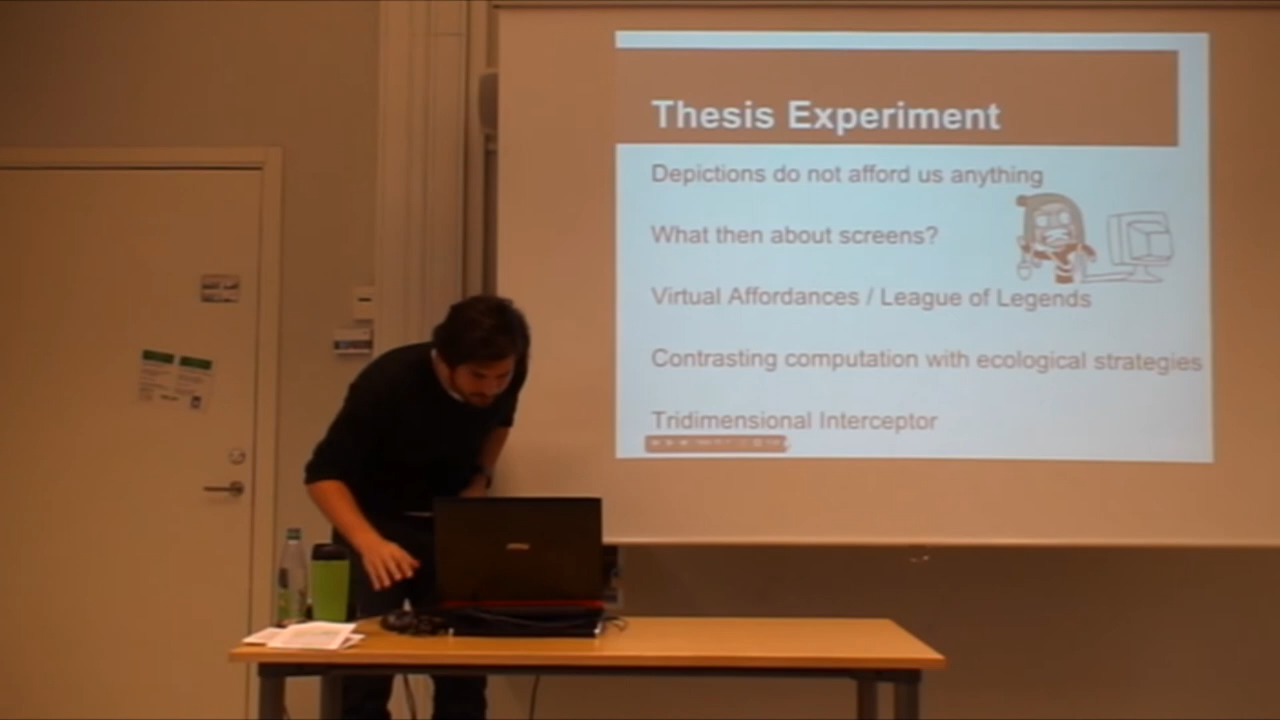 Thesis Experiment
Depictions do not afford us anything
What then about screens?
Virtual Affordances / League of Legends
Contrasting computation with ecological strategies
Tridimensional Interceptor